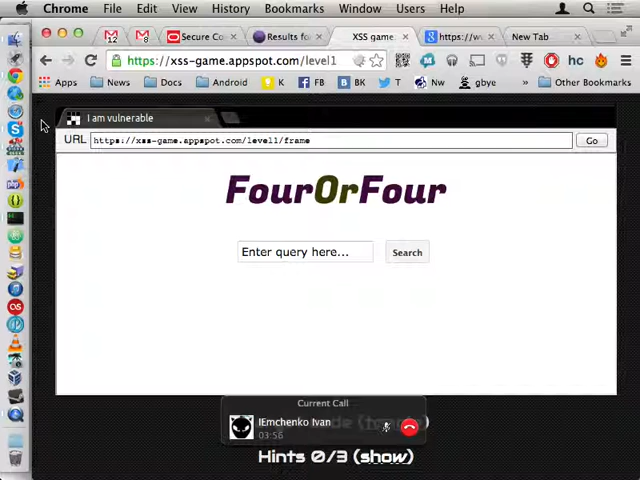 Chrome File Edit View History Bookmarks Window Users Help
12 8 Secure Co Results fo XSS game. https://w New Tab
https://xss-game.appspot.com/level1
Apps News Docs Android K BK Nw gbye Other Bookmarks
I am vulnerable
URL https://xss-game.appspot.com/level1/frame Go
FourOrFour
Enter query here... Search
Current Call
IEmchenko Ivan
03:56
Hints 0/3 (show)